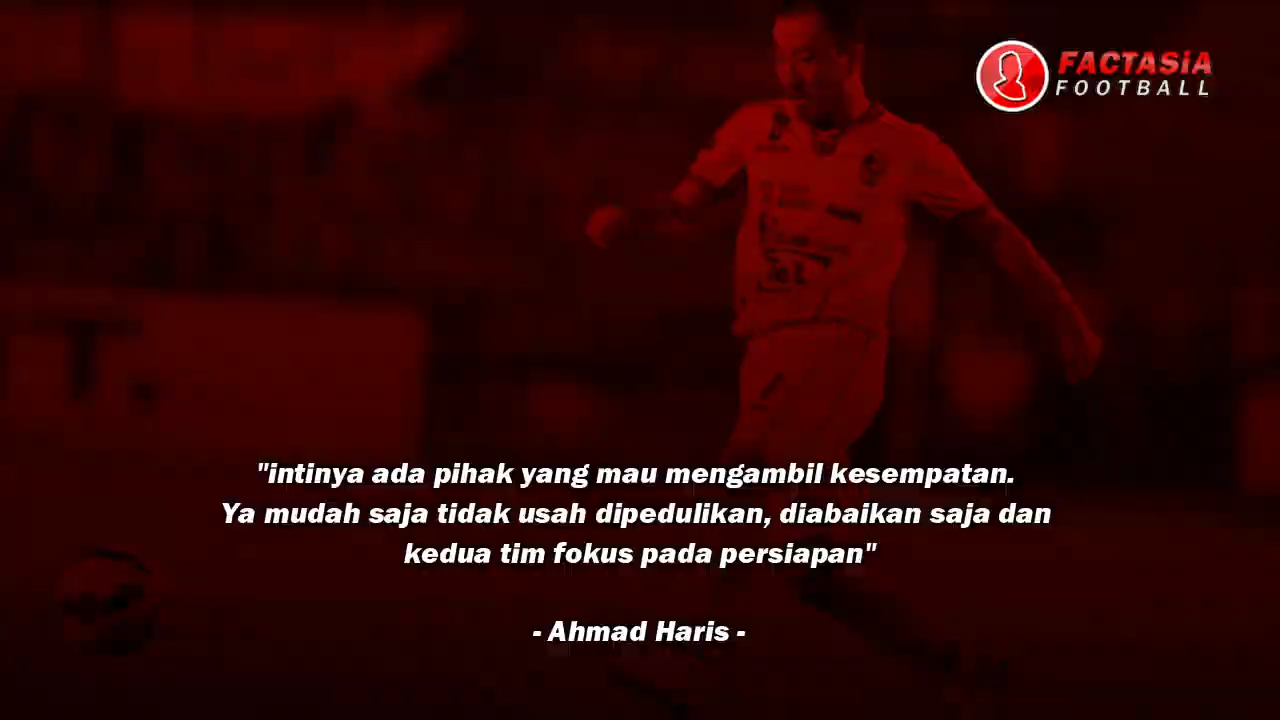 FACTASiA
FOOTBALL
"intinya ada pihak yang mau mengambil kesempatan.
Ya mudah saja tidak usah dipedulikan, diabaikan saja dan
kedua tim fokus pada persiapan"
- Ahmad Haris -